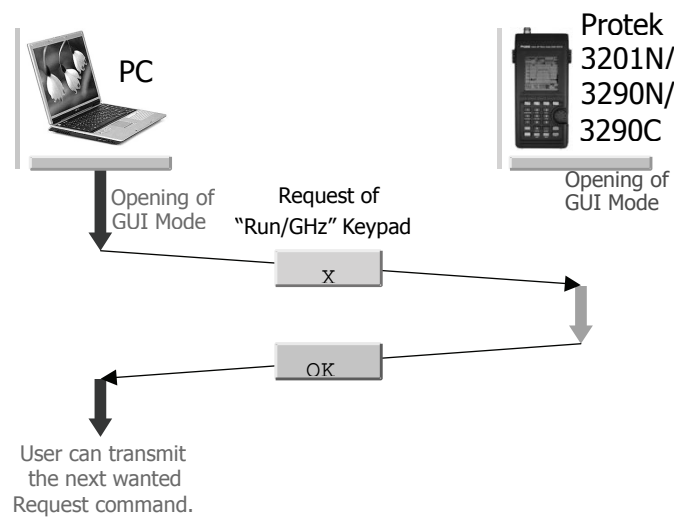 PC
Protek
3201N/
3290N/
3290C
Opening of
GUI Mode
Request of
“Run/GHz” Keypad
Opening of
GUI Mode
X
OK
User can transmit
the next wanted
Request command.